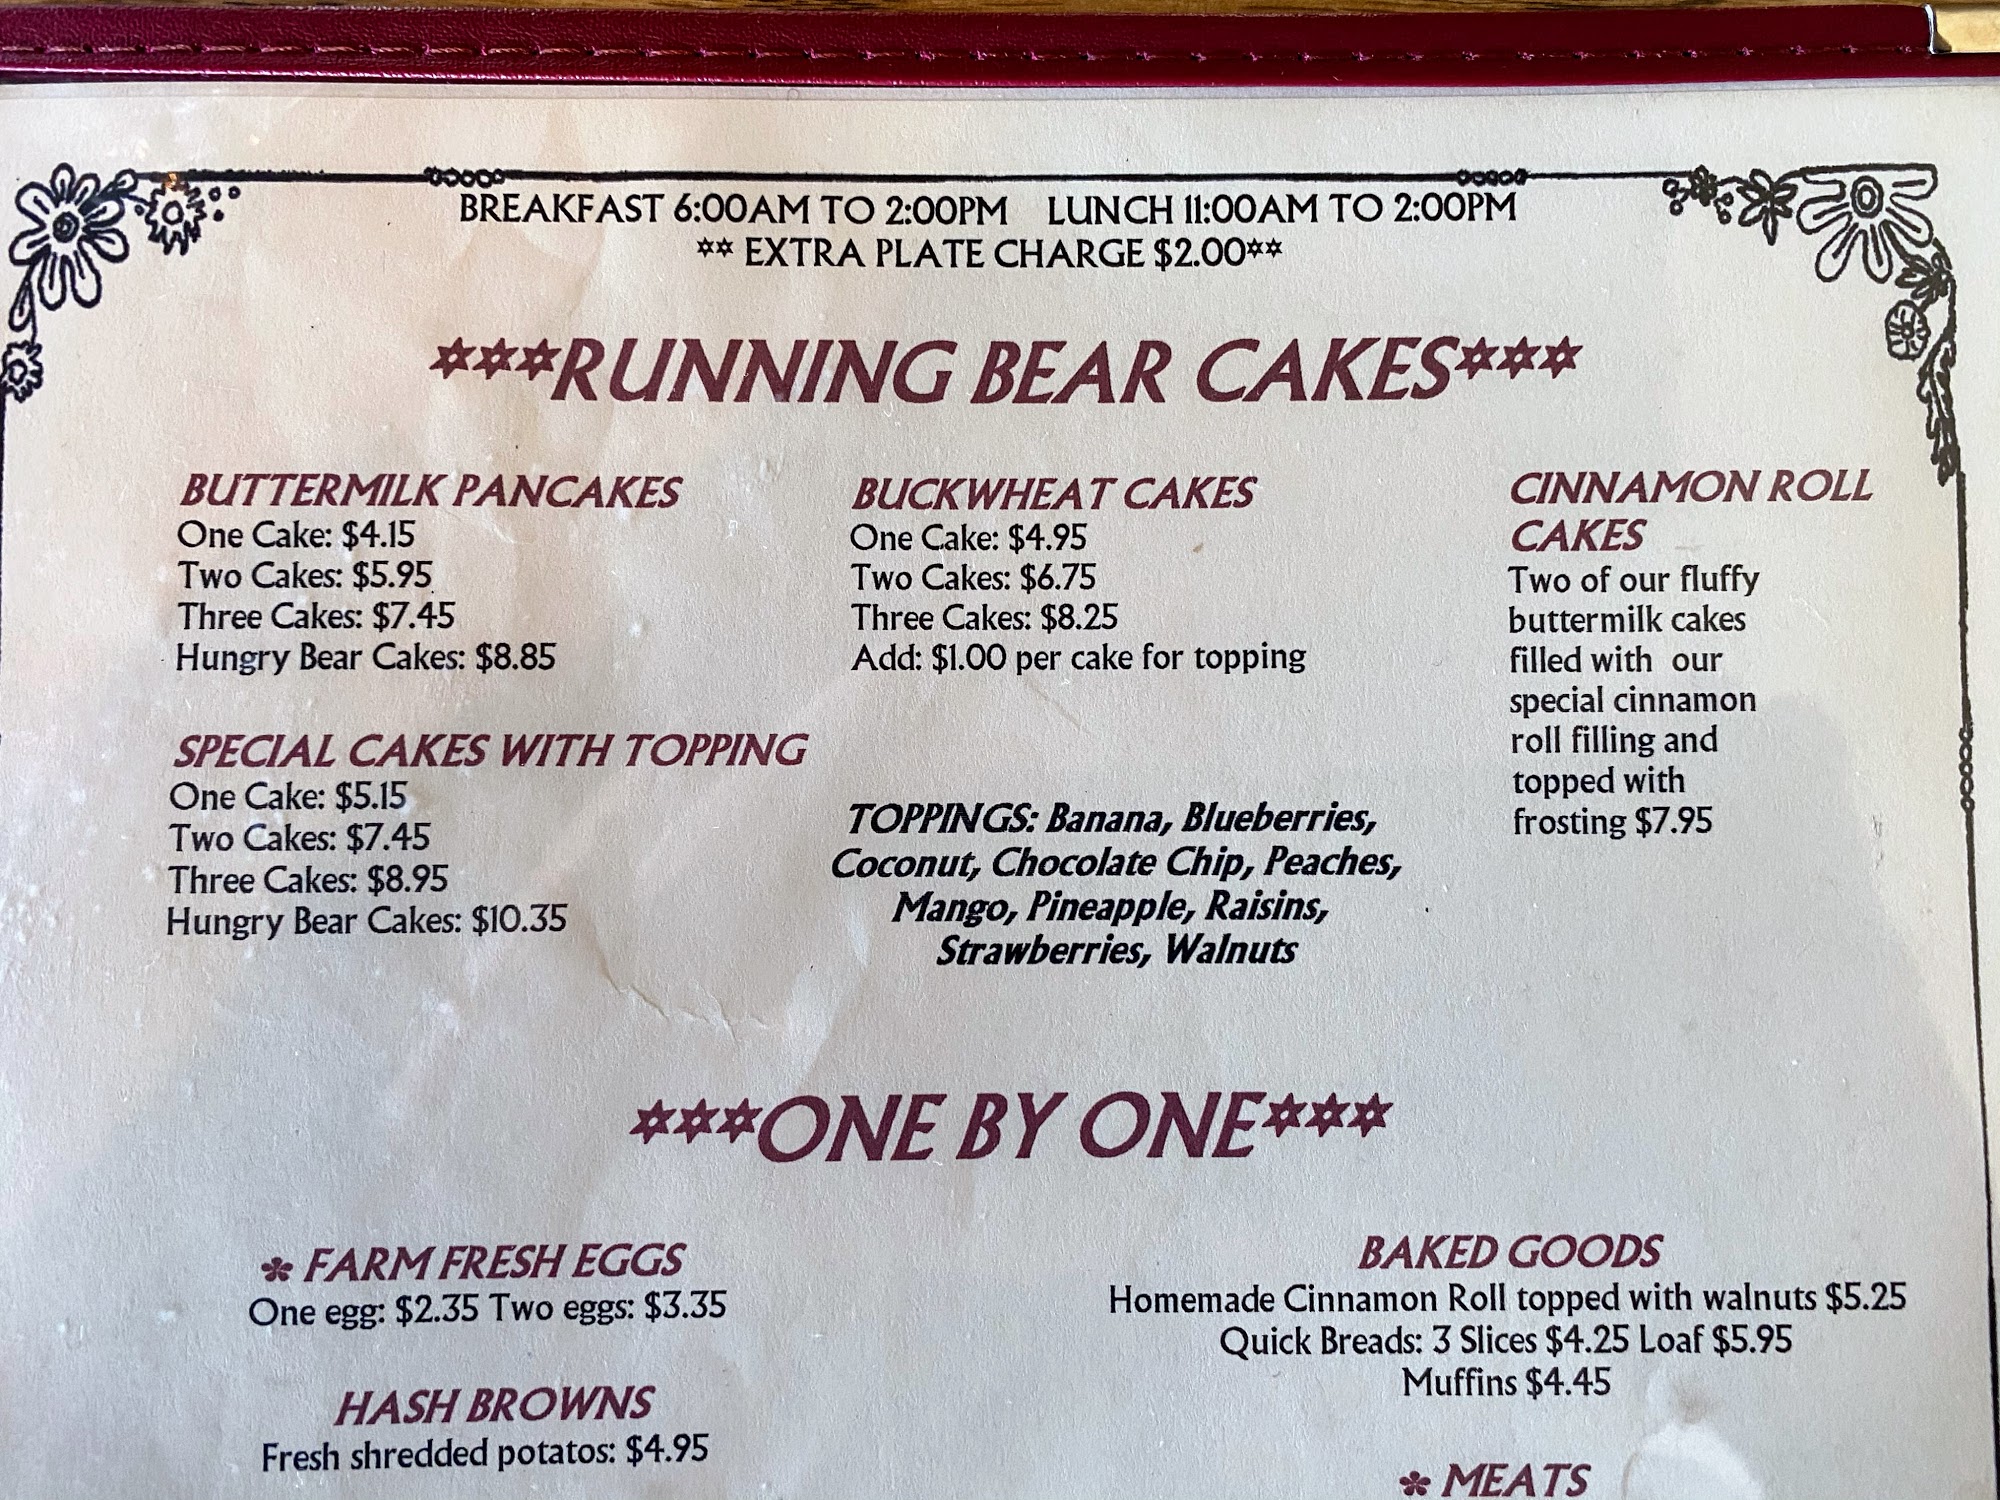 BREAKFAST 6:00AM TO 2:00PM LUNCH 11:00AM TO 2:00PM
** EXTRA PLATE CHARGE $2.00**
***RUNNING BEAR CAKES***
BUTTERMILK PANCAKES
One Cake: $4.15
Two Cakes: $5.95
Three Cakes: $7.45
Hungry Bear Cakes: $8.85
SPECIAL CAKES WITH TOPPING
One Cake: $5.15
Two Cakes: $7.45
Three Cakes: $8.95
Hungry Bear Cakes: $10.35
BUCKWHEAT CAKES
One Cake: $4.95
Two Cakes: $6.75
Three Cakes: $8.25
Add: $1.00 per cake for topping
TOPPINGS: Banana, Blueberries,
Coconut, Chocolate Chip, Peaches,
Mango, Pineapple, Raisins,
Strawberries, Walnuts
CINNAMON ROLL
CAKES
Two of our fluffy
buttermilk cakes
filled with our
special cinnamon
roll filling and
topped with
frosting $7.95
***ONE BY ONE***
* FARM FRESH EGGS
One egg: $2.35 Two eggs: $3.35
HASH BROWNS
Fresh shredded potatos: $4.95
BAKED GOODS
Homemade Cinnamon Roll topped with walnuts $5.25
Quick Breads: 3 Slices $4.25 Loaf $5.95
Muffins $4.45
* MEATS